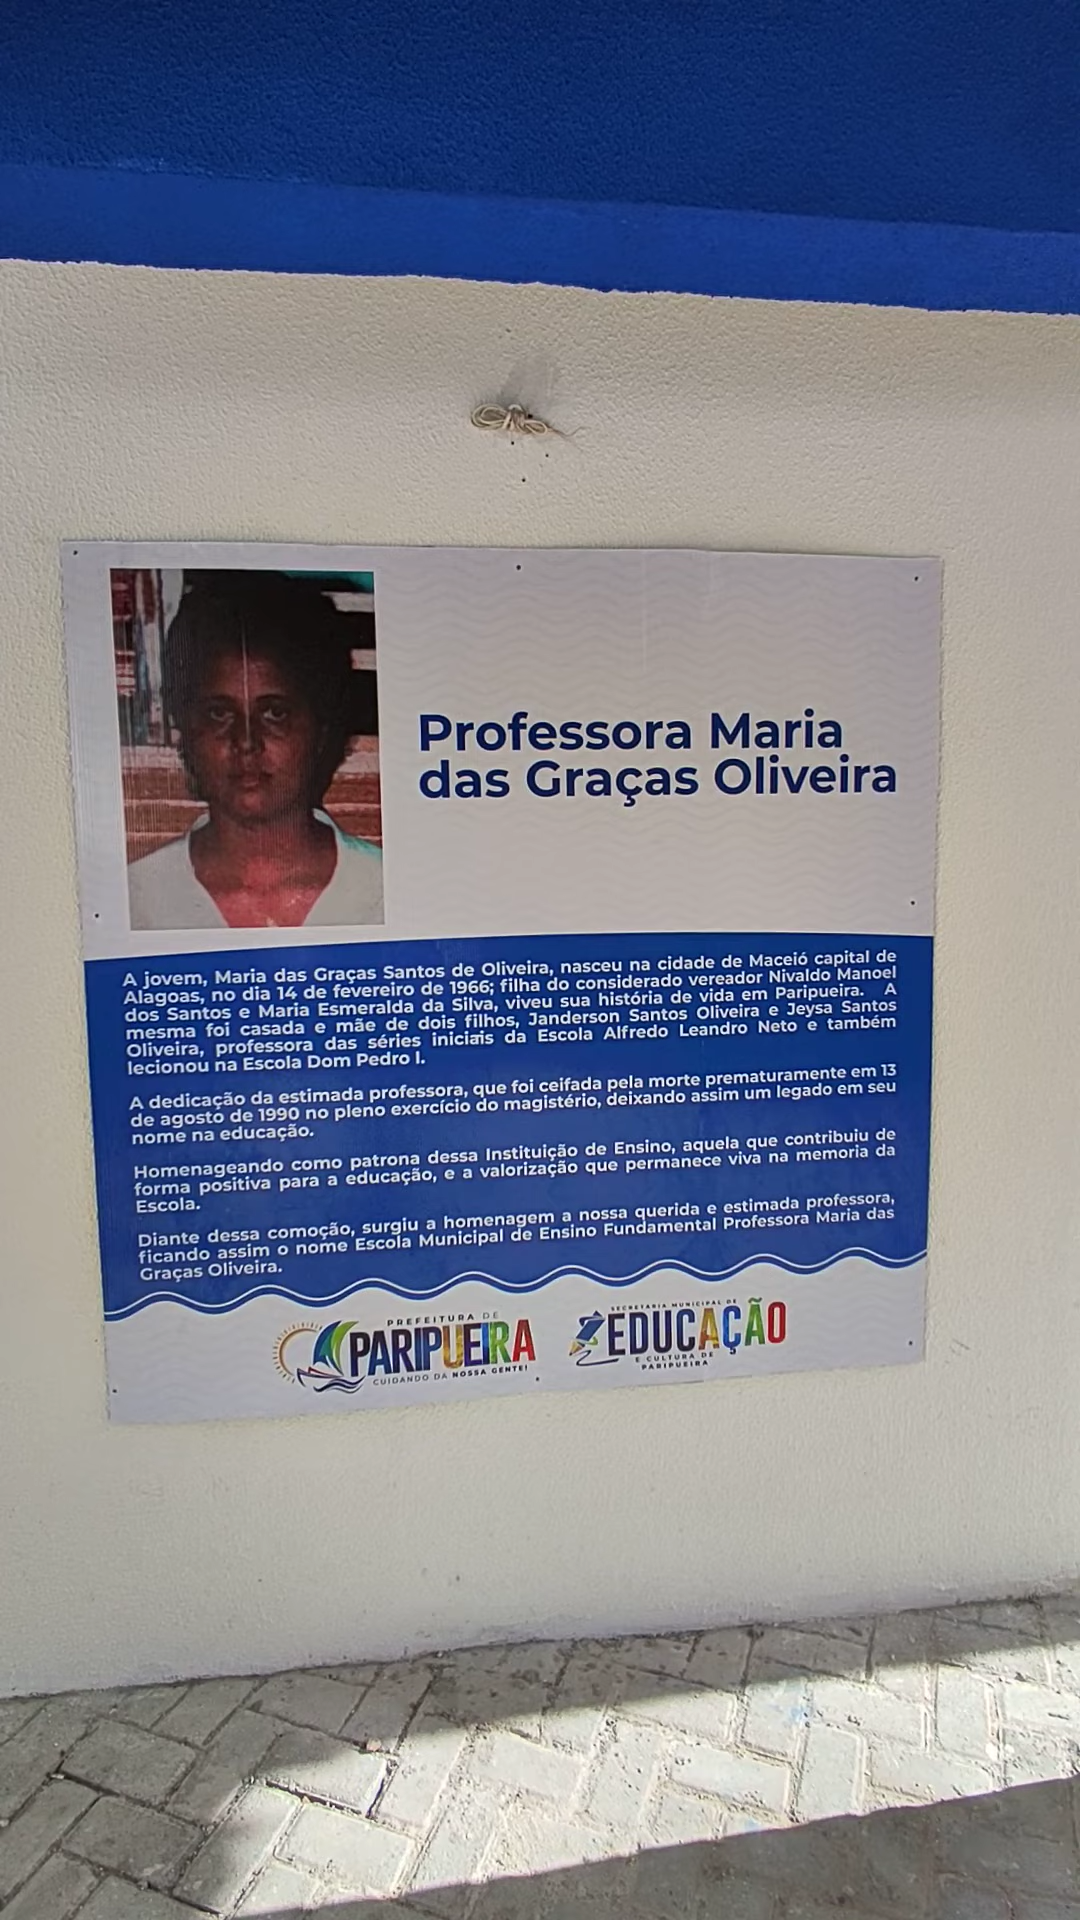 Professora Maria
das Graças Oliveira
A jovem, Maria das Graças Santos de Oliveira, nasceu na cidade de Maceió capital de
Alagoas, no dia 14 de fevereiro de 1966; filha do considerado vereador Nivaldo Manoel
dos Santos e Maria Esmeralda da Silva, viveu sua história de vida em Paripueira. A
mesma foi casada e mãe de dois filhos, Janderson Santos Oliveira e Jeysa Santos
Oliveira, professora das séries iniciais da Escola Alfredo Leandro Neto e também
lecionou na Escola Dom Pedro I.
A dedicação da estimada professora, que foi ceifada pela morte prematuramente em 13
de agosto de 1990 no pleno exercício do magistério, deixando assim um legado em seu
nome na educação.
Homenageando como patrona dessa Instituição de Ensino, aquela que contribuiu de
forma positiva para a educação, e a valorização que permanece viva na memoria da
Escola.
Diante dessa comoção, surgiu a homenagem a nossa querida e estimada professora,
ficando assim o nome Escola Municipal de Ensino Fundamental Professora Maria das
Graças Oliveira.
PREFEITURA DE
PARIPUEIRA
CUIDANDO DA NOSSA GENTE!
SECRETARIA MUNICIPAL DE
EDUCAÇÃO
E CULTURA DE
PARIPUEIRA